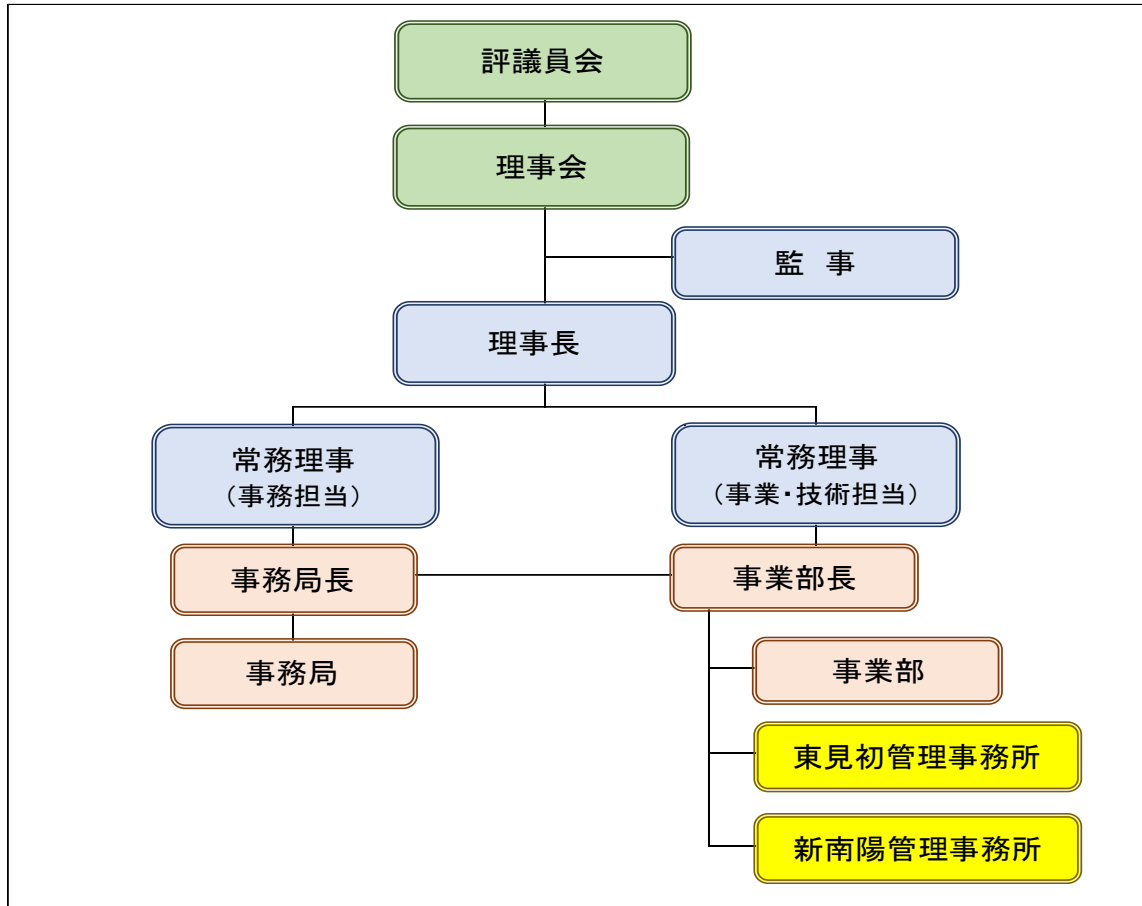 評議員会
理事会
監　事
理事長
常務理事
（事務担当）
常務理事
（事業・技術担当）
事務局長
事業部長
事務局
事業部
東見初管理事務所
新南陽管理事務所